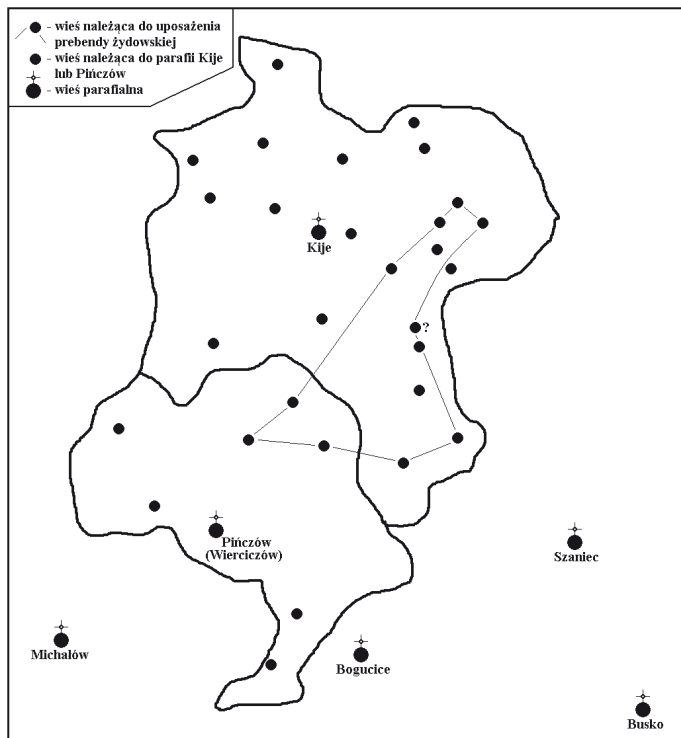 - wieś należąca do uposażenia
prebendy żydowskiej
- wieś należąca do parafii Kije
lub Pińczów
- wieś parafialna
Kije
?
Pińczów
(Wierciczów)
Szaniec
Michałów
Bogucice
Busko